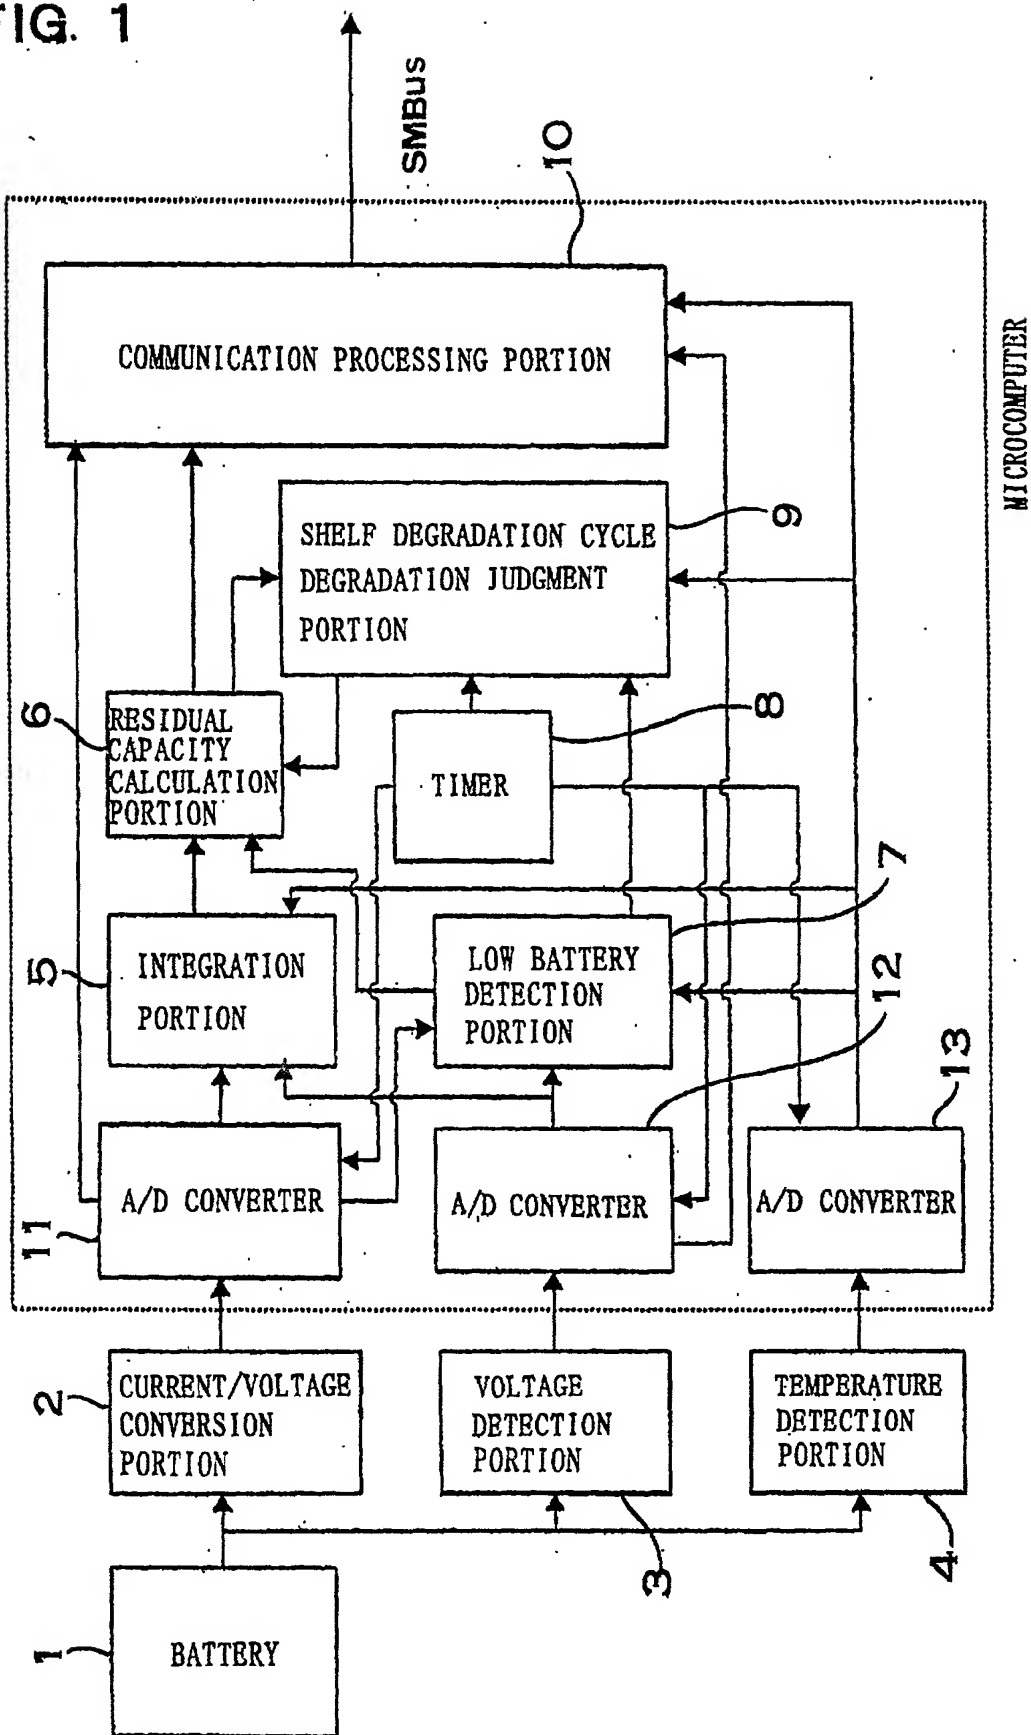 FIG. 1
SMBus
10
COMMUNICATION PROCESSING PORTION
MICROCOMPUTER
SHELF DEGRADATION CYCLE
DEGRADATION JUDGMENT
PORTION
9
6
RESIDUAL
CAPACITY
CALCULATION
PORTION
TIMER
8
5
INTEGRATION
PORTION
LOW BATTERY
DETECTION
PORTION
7
12
11
A/D CONVERTER
A/D CONVERTER
A/D CONVERTER
13
2
CURRENT/VOLTAGE
CONVERSION
PORTION
VOLTAGE
DETECTION
PORTION
3
TEMPERATURE
DETECTION
PORTION
4
1
BATTERY